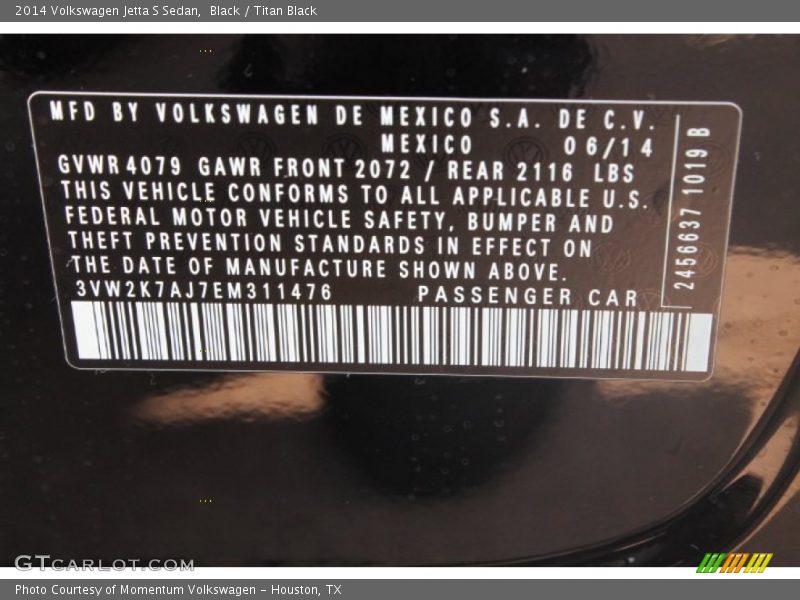 2014 Volkswagen Jetta S Sedan,  Black / Titan Black
MFD BY VOLKSWAGEN DE MEXICO S.A. DE C.V.
MEXICO 06/14
GVWR 4079 GAWR FRONT 2072 / REAR 2116 LBS
THIS VEHICLE CONFORMS TO ALL APPLICABLE U.S.
FEDERAL MOTOR VEHICLE SAFETY, BUMPER AND
THEFT PREVENTION STANDARDS IN EFFECT ON
THE DATE OF MANUFACTURE SHOWN ABOVE.
3VW2K7AJ7EM311476 PASSENGER CAR
2456637 1019 B
GTCARLOT.COM
Photo Courtesy of Momentum Volkswagen - Houston, TX